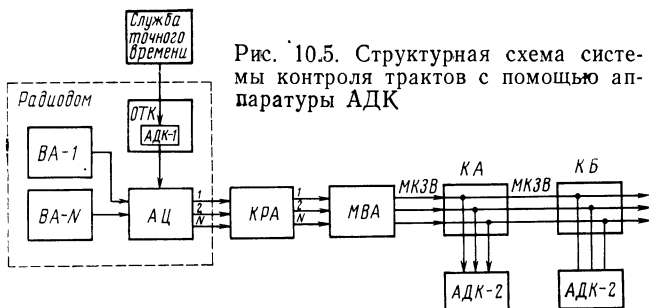 Служба
точного
времени
Рис. 10.5. Структурная схема систе-
мы контроля трактов с помощью ап-
паратуры АДК
Радиодом
ОТК
АДК-1
ВА-1
ВА-N
АЦ
1
2
N
КРА
1
2
N
МВА
МКЗВ
КА
МКЗВ
КБ
АДК-2
АДК-2